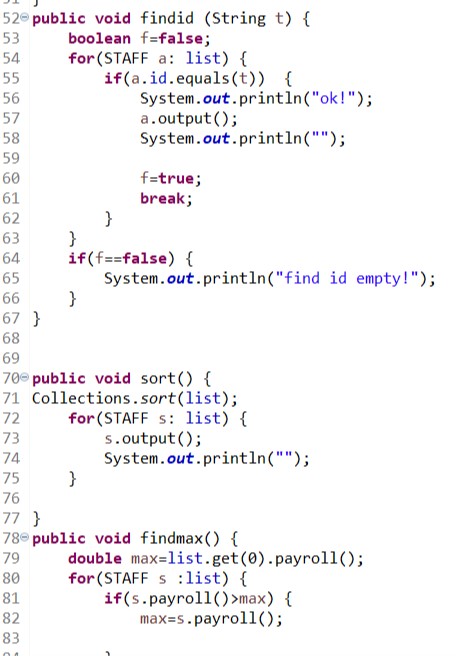 52 public void findid (String t) {
53 boolean f=false;
54 for(STAFF a: list) {
55 if(a.id.equals(t)) {
56 System.out.println("ok!");
57 a.output();
58 System.out.println("");
59
60 f=true;
61 break;
62 }
63 }
64 if(f==false) {
65 System.out.println("find id empty!");
66 }
67 }
68
69
70 public void sort() {
71 Collections.sort(list);
72 for(STAFF s: list) {
73 s.output();
74 System.out.println("");
75 }
76
77 }
78 public void findmax() {
79 double max=list.get(0).payroll();
80 for(STAFF s :list) {
81 if(s.payroll()>max) {
82 max=s.payroll();
83